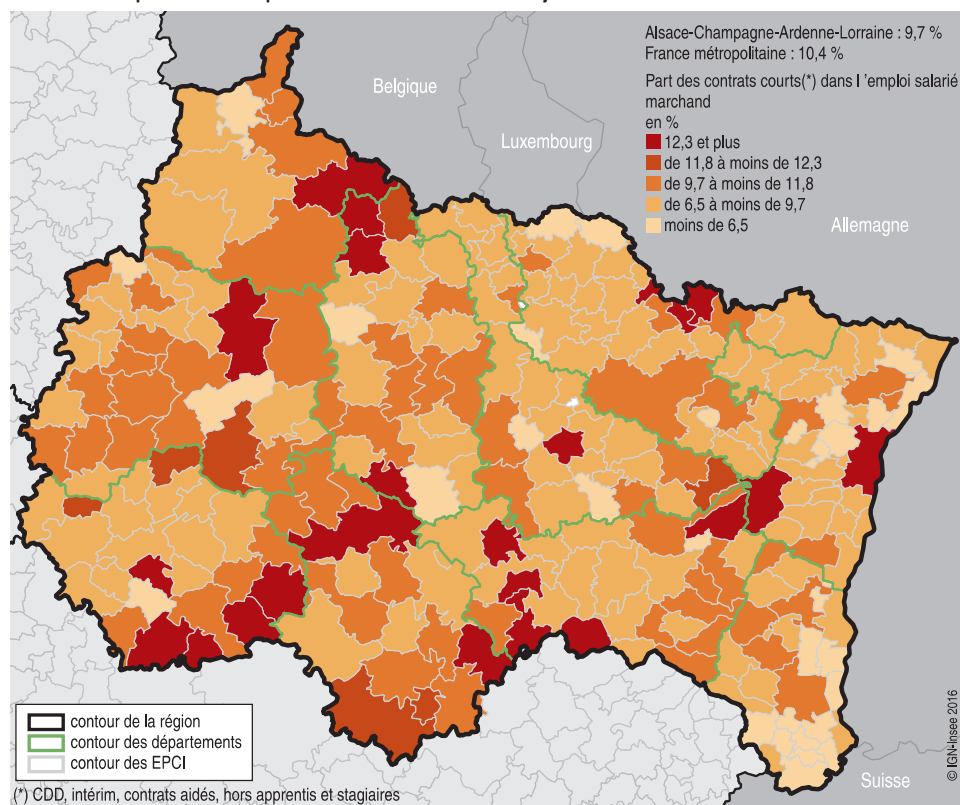 Alsace-Champagne-Ardenne-Lorraine : 9,7 %
France métropolitaine : 10,4 %
Part des contrats courts(*) dans l 'emploi salarié
marchand
en %
12,3 et plus
de 11,8 à moins de 12,3
de 9,7 à moins de 11,8
de 6,5 à moins de 9,7
moins de 6,5
Belgique
Luxembourg
Allemagne
Suisse
contour de la région
contour des départements
contour des EPCI
(*) CDD, intérim, contrats aidés, hors apprentis et stagiaires
© IGN-Insee 2016